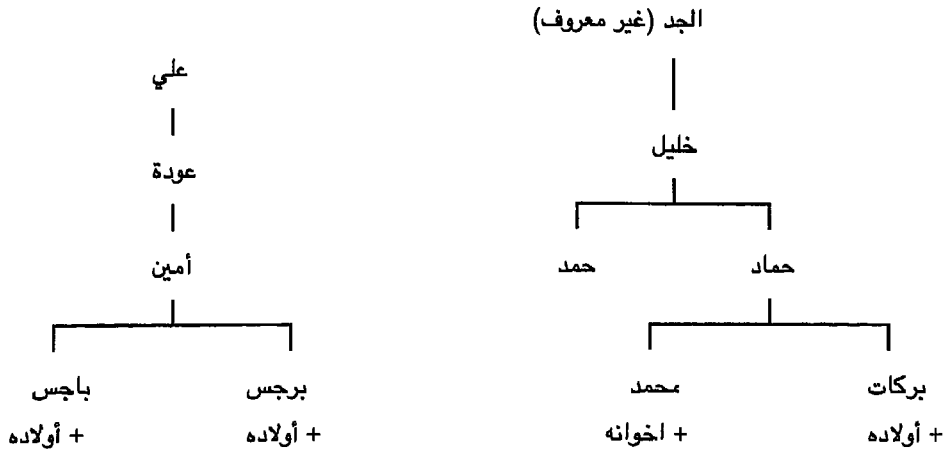 الجد (غير معروف)
خليل
حماد
حمد
بركات
+ أولاده
محمد
+ اخوانه
علي
عودة
أمين
برجس
+ أولاده
باجس
+ أولاده